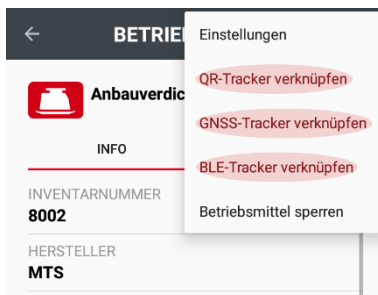 BETRIE
Einstellungen
Anbauverdic
QR-Tracker verknüpfen
GNSS-Tracker verknüpfen
INFO
BLE-Tracker verknüpfen
INVENTARNUMMER
8002
Betriebsmittel sperren
HERSTELLER
MTS